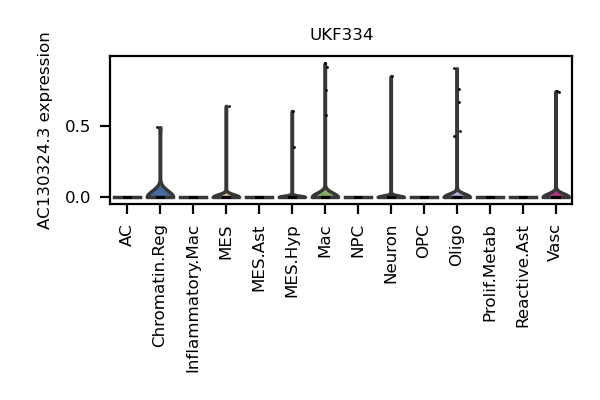 UKF334
AC130324.3 expression
0.5
0.0
AC
Chromatin.Reg
Inflammatory.Mac
MES
MES.Ast
MES.Hyp
Mac
NPC
Neuron
OPC
Oligo
Prolif.Metab
Reactive.Ast
Vasc